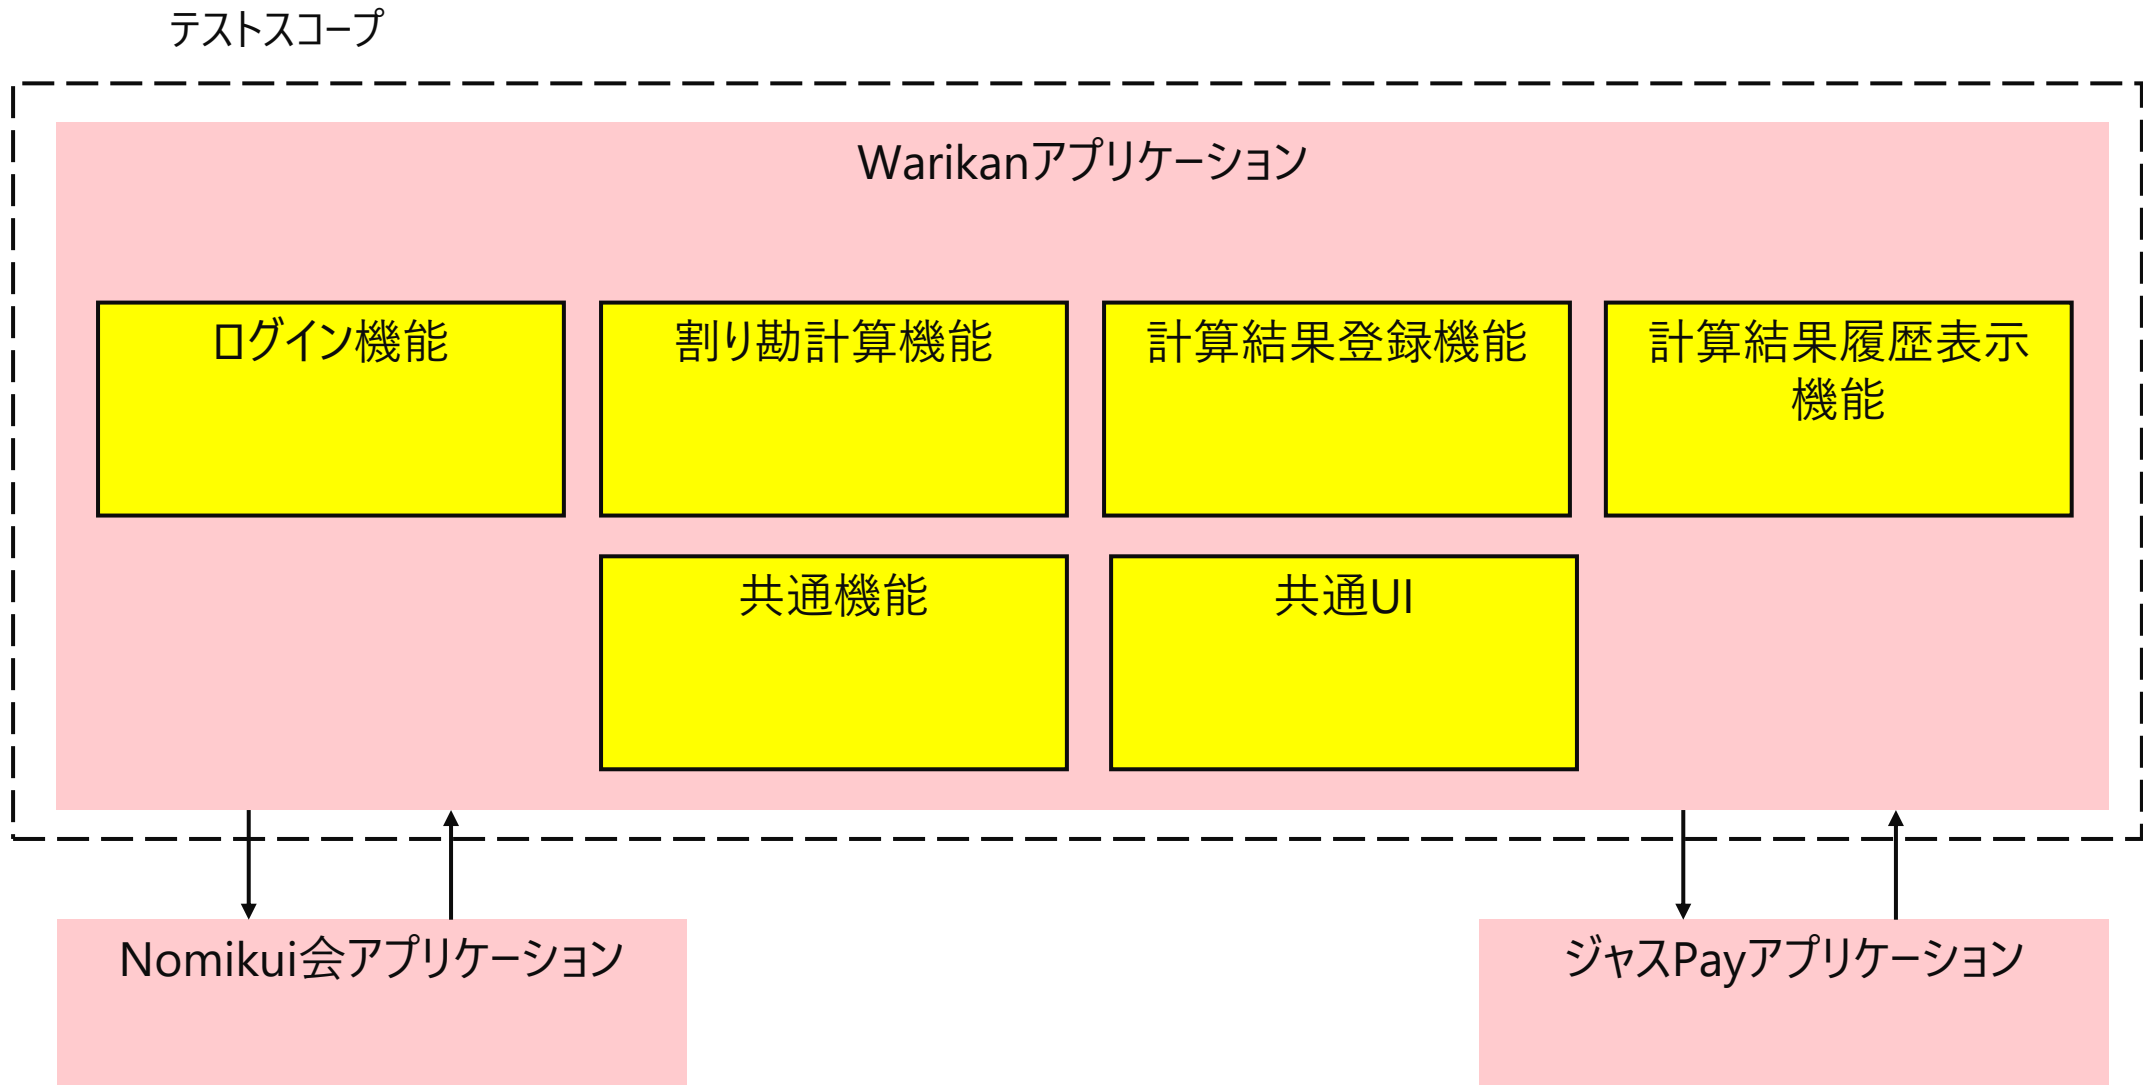 テストスコープ
Warikanアプリケーション
ログイン機能
割り勘計算機能
計算結果登録機能
計算結果履歴表示
機能
共通機能
共通UI
Nomikui会アプリケーション
ジャスPayアプリケーション